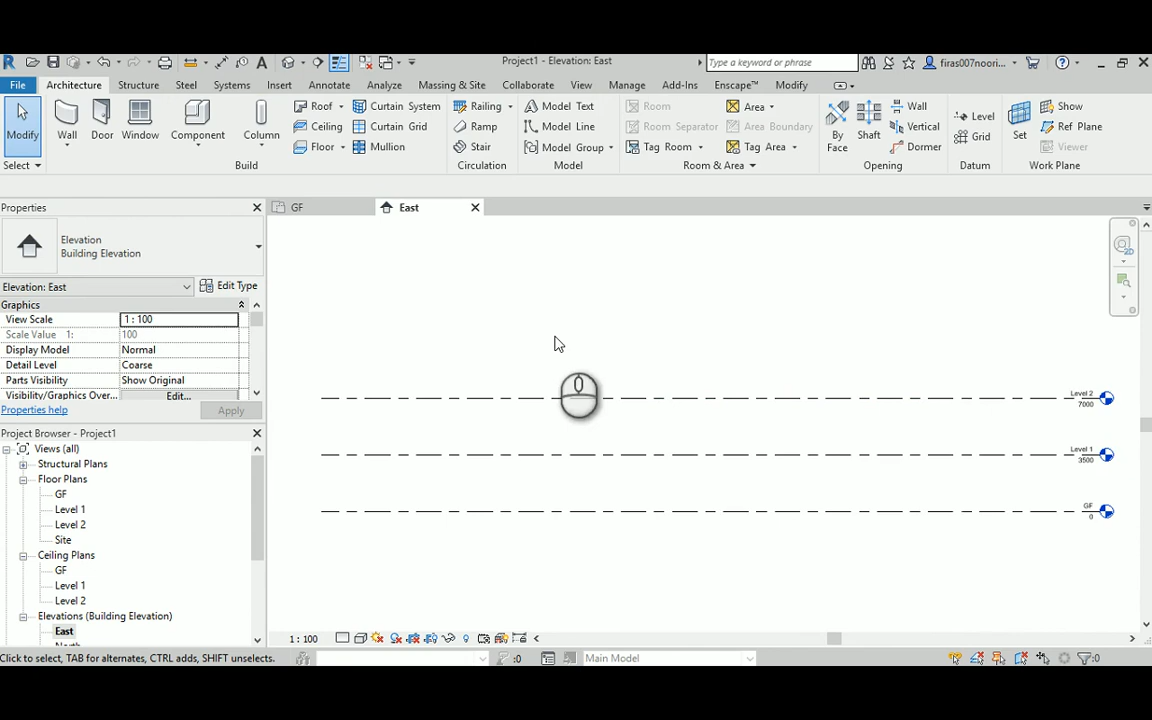 Project1 - Elevation: East
Type a keyword or phrase
firas007noori...
File Architecture Structure Steel Systems Insert Annotate Analyze Massing & Site Collaborate View Manage Add-Ins Enscape™ Modify
Modify
Wall
Door
Window
Component
Column
Roof
Ceiling
Floor
Curtain System
Curtain Grid
Mullion
Railing
Ramp
Stair
Model Text
Model Line
Model Group
Room
Room Separator
Tag Room
Area
Area Boundary
Tag Area
By
Face
Shaft
Wall
Vertical
Dormer
Level
Grid
Set
Show
Ref Plane
Viewer
Select
Build
Circulation
Model
Room & Area
Opening
Datum
Work Plane
Properties
GF
East
Elevation
Building Elevation
Elevation: East
Edit Type
Graphics
View Scale 1 : 100
Scale Value 1: 100
Display Model Normal
Detail Level Coarse
Parts Visibility Show Original
Visibility/Graphics Over... Edit...
Properties help
Apply
Project Browser - Project1
Views (all)
Structural Plans
Floor Plans
GF
Level 1
Level 2
Site
Ceiling Plans
GF
Level 1
Level 2
Elevations (Building Elevation)
East
2D
Level 2
7000
Level 1
3500
GF
0
1 : 100
Click to select, TAB for alternates, CTRL adds, SHIFT unselects.
:0
Main Model
:0